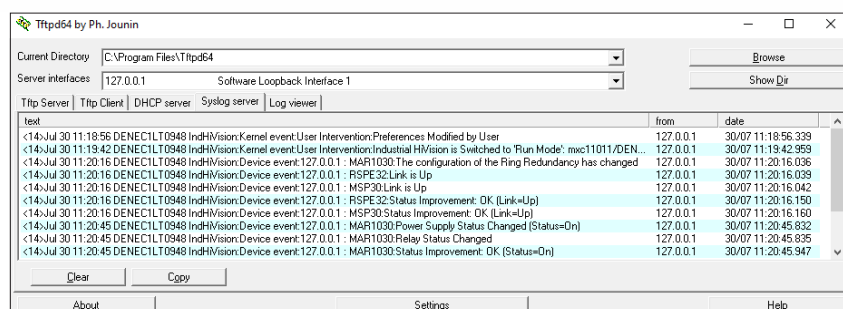 Tftpd64 by Ph. Jounin
Current Directory C:\Program Files\Tftpd64 Browse
Server interfaces 127.0.0.1 Software Loopback Interface 1 Show Dir
Tftp Server Tftp Client DHCP server Syslog server Log viewer
text from date
<14>Jul 30 11:18:56 DENEC1LT0948 IndHiVision:Kernel event:User Intervention:Preferences Modified by User 127.0.0.1 30/07 11:18:56.339
<14>Jul 30 11:19:42 DENEC1LT0948 IndHiVision:Kernel event:User Intervention:Industrial HiVision is Switched to 'Run Mode': mxc11011/DEN... 127.0.0.1 30/07 11:19:42.959
<14>Jul 30 11:20:16 DENEC1LT0948 IndHiVision:Device event:127.0.0.1 : MAR1030:The configuration of the Ring Redundancy has changed 127.0.0.1 30/07 11:20:16.036
<14>Jul 30 11:20:16 DENEC1LT0948 IndHiVision:Device event:127.0.0.1 : RSPE32:Link is Up 127.0.0.1 30/07 11:20:16.039
<14>Jul 30 11:20:16 DENEC1LT0948 IndHiVision:Device event:127.0.0.1 : MSP30:Link is Up 127.0.0.1 30/07 11:20:16.042
<14>Jul 30 11:20:16 DENEC1LT0948 IndHiVision:Device event:127.0.0.1 : RSPE32:Status Improvement: OK (Link=Up) 127.0.0.1 30/07 11:20:16.150
<14>Jul 30 11:20:16 DENEC1LT0948 IndHiVision:Device event:127.0.0.1 : MSP30:Status Improvement: OK (Link=Up) 127.0.0.1 30/07 11:20:16.160
<14>Jul 30 11:20:45 DENEC1LT0948 IndHiVision:Device event:127.0.0.1 : MAR1030:Power Supply Status Changed (Status=On) 127.0.0.1 30/07 11:20:45.832
<14>Jul 30 11:20:45 DENEC1LT0948 IndHiVision:Device event:127.0.0.1 : MAR1030:Relay Status Changed 127.0.0.1 30/07 11:20:45.835
<14>Jul 30 11:20:45 DENEC1LT0948 IndHiVision:Device event:127.0.0.1 : MAR1030:Status Improvement: OK (Status=On) 127.0.0.1 30/07 11:20:45.947
Clear Copy
About Settings Help